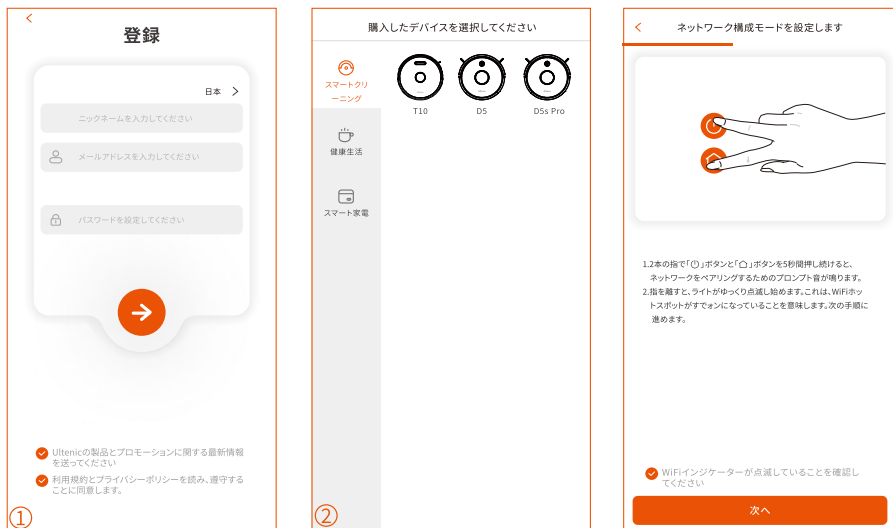 登録
日本
ニックネームを入力してください
メールアドレスを入力してください
パスワードを設定してください
Ultenicの製品とプロモーションに関する最新情報
を送ってください
利用規約とプライバシーポリシーを読み、遵守する
ことに同意します。
①
購入したデバイスを選択してください
スマートクリ
ーニング
T10
D5
D5s Pro
健康生活
スマート家電
②
ネットワーク構成モードを設定します
1.2本の指で「⏻」ボタンと「⌂」ボタンを5秒間押し続けると、
ネットワークをペアリングするためのプロンプト音が鳴ります。
2.指を離すと、ライトがゆっくり点滅し始めます。これは、WiFiホッ
トスポットがすでォンになっていることを意味します。次の手順に
進めます。
WiFiインジケーターが点滅していることを確認し
てください
次へ